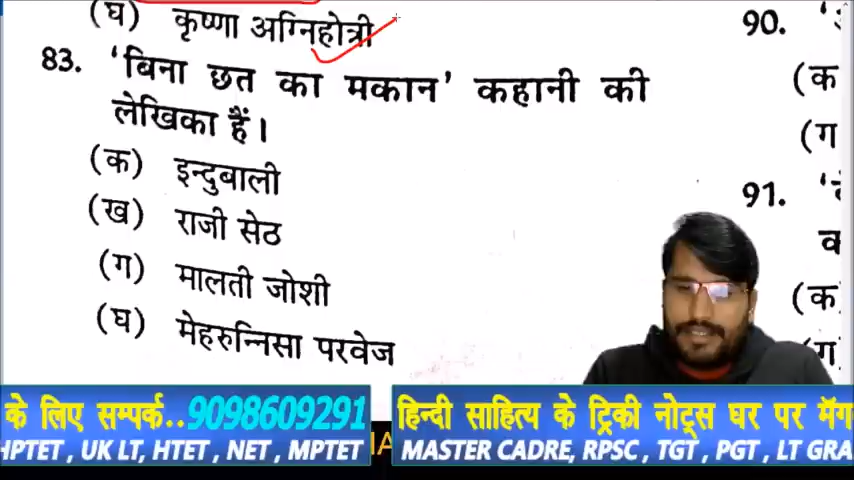 (घ) कृष्णा अग्निहोत्री
83. 'बिना छत का मकान' कहानी की
लेखिका हैं।
(क) इन्दुबाली
(ख) राजी सेठ
(ग) मालती जोशी
(घ) मेहरुन्निसा परवेज
90.
(क
(ग
91.
(क
(ग
के लिए सम्पर्क..9098609291
HPTET , UK LT, HTET , NET , MPTET
हिन्दी साहित्य के ट्रिकी नोट्स घर पर मॅग
MASTER CADRE, RPSC , TGT , PGT , LT GRA